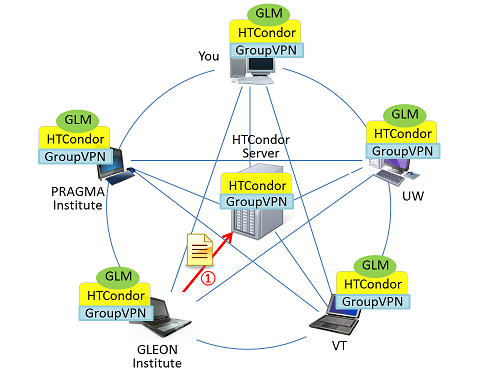 GLM
HTCondor
GroupVPN
You
GLM
HTCondor
GroupVPN
PRAGMA
Institute
HTCondor
Server
HTCondor
GroupVPN
GLM
HTCondor
GroupVPN
UW
①
GLM
HTCondor
GroupVPN
GLEON
Institute
GLM
HTCondor
GroupVPN
VT